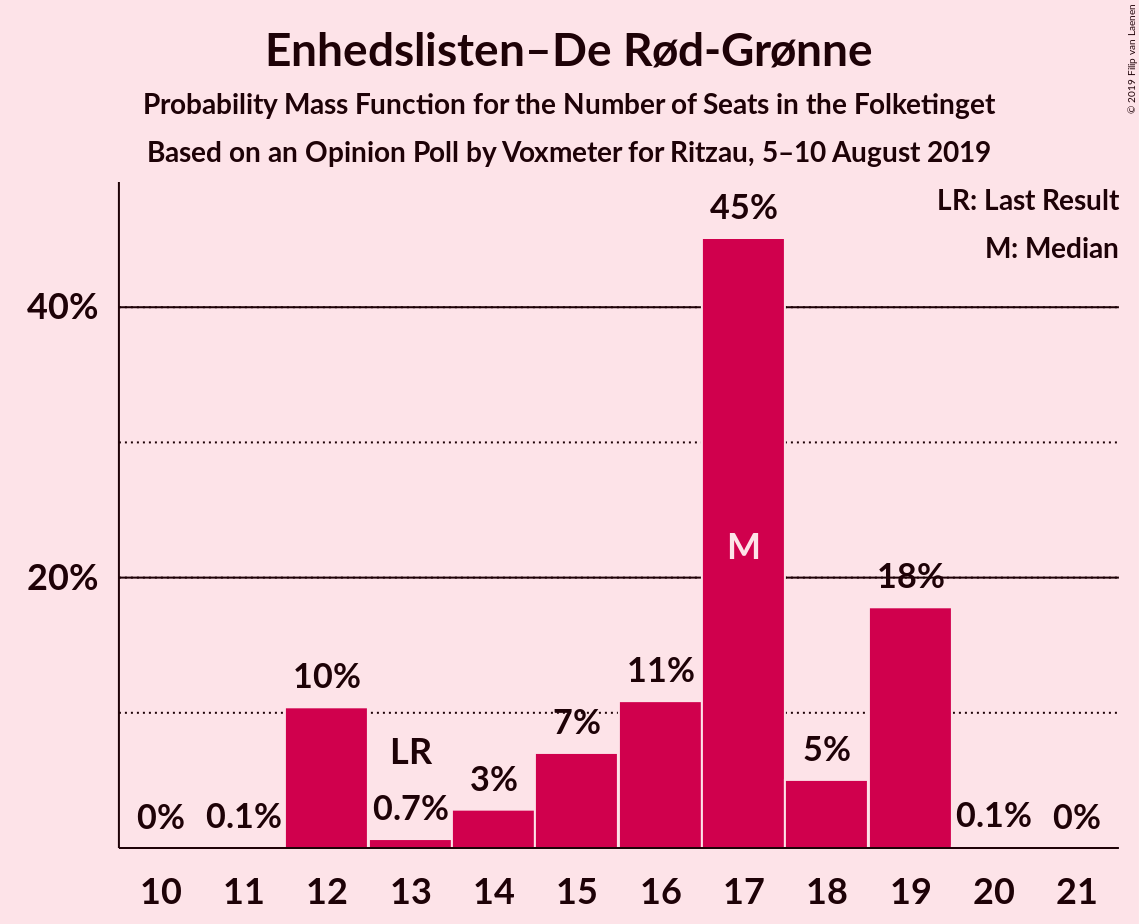 Enhedslisten–De Rød-Grønne
Probability Mass Function for the Number of Seats in the Folketinget
Based on an Opinion Poll by Voxmeter for Ritzau, 5–10 August 2019
© 2019 Filip van Laenen
LR: Last Result
M: Median
45%
40%
M
20%
18%
10%
11%
7%
LR
5%
3%
0%
0.1%
0.7%
0.1%
0%
10 11 12 13 14 15 16 17 18 19 20 21